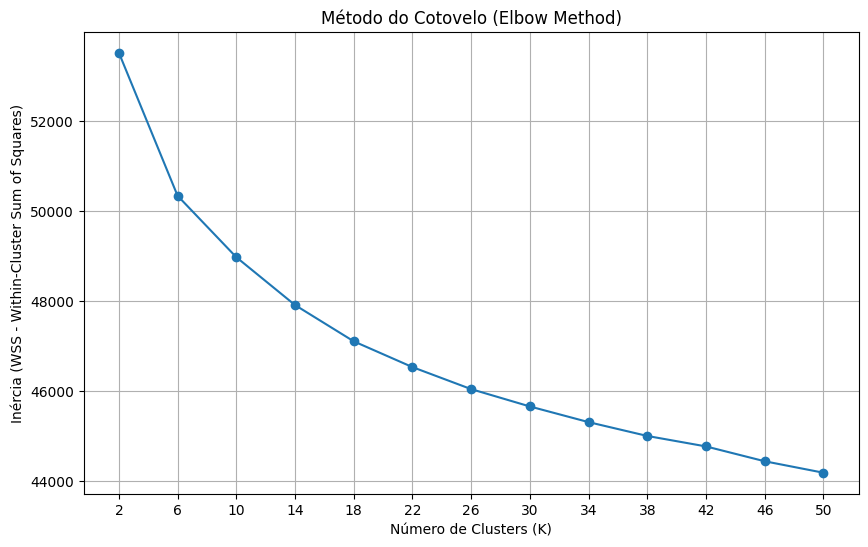 Método do Cotovelo (Elbow Method)
Inércia (WSS - Within-Cluster Sum of Squares)
52000
50000
48000
46000
44000
2 6 10 14 18 22 26 30 34 38 42 46 50
Número de Clusters (K)